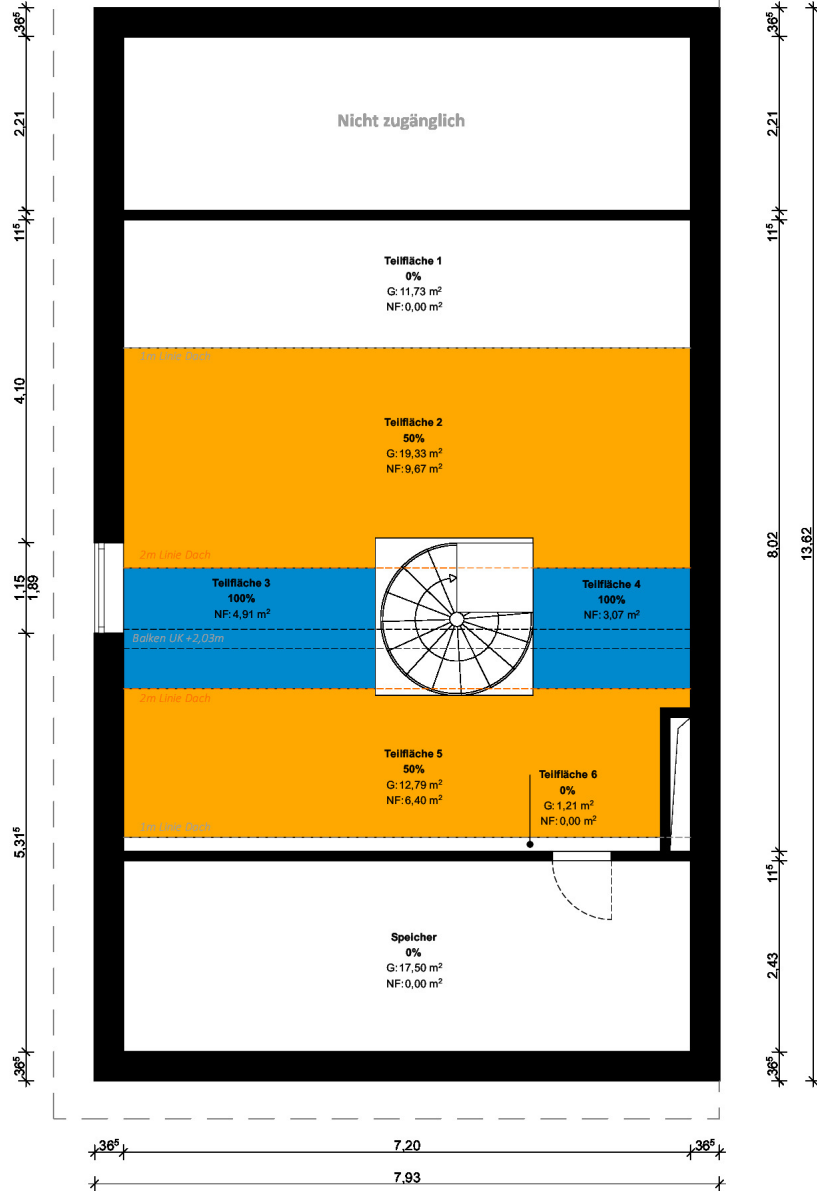 36⁵
36⁵
2,21
2,21
Nicht zugänglich
11⁵
11⁵
Teilfläche 1
0%
G: 11,73 m²
NF: 0,00 m²
1m Linie Dach
4,10
Teilfläche 2
50%
G: 19,33 m²
NF: 9,67 m²
2m Linie Dach
8,02
13,62
1,15
1,89
Teilfläche 3
100%
NF: 4,91 m²
Teilfläche 4
100%
NF: 3,07 m²
Balken UK +2,03m
2m Linie Dach
Teilfläche 5
50%
G: 12,79 m²
NF: 6,40 m²
Teilfläche 6
0%
G: 1,21 m²
NF: 0,00 m²
1m Linie Dach
5,31⁵
11⁵
Speicher
0%
G: 17,50 m²
NF: 0,00 m²
2,43
36⁵
36⁵
36⁵
7,20
36⁵
7,93